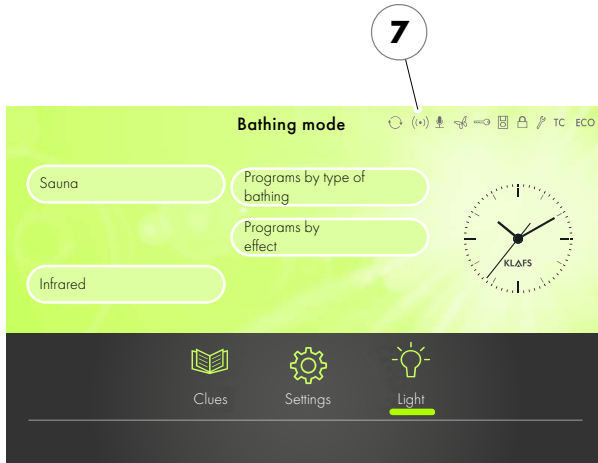 7
Bathing mode
TC ECO
Sauna
Programs by type of
bathing
Programs by
effect
KLAFS
Infrared
Clues Settings Light